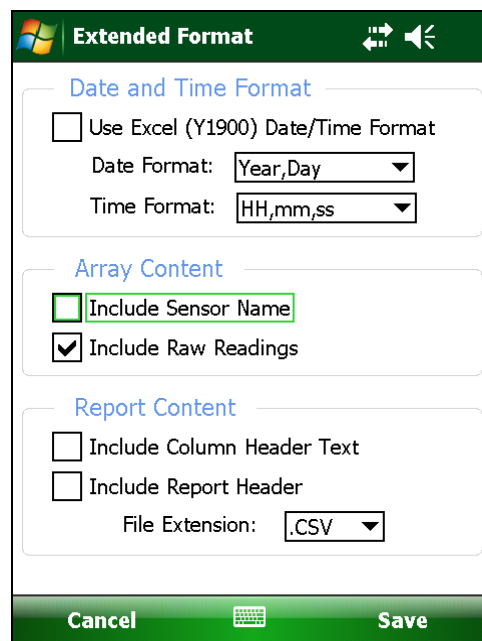 Extended Format
Date and Time Format
Use Excel (Y1900) Date/Time Format
Date Format: Year,Day
Time Format: HH,mm,ss
Array Content
Include Sensor Name
Include Raw Readings
Report Content
Include Column Header Text
Include Report Header
File Extension: .CSV
Cancel Save